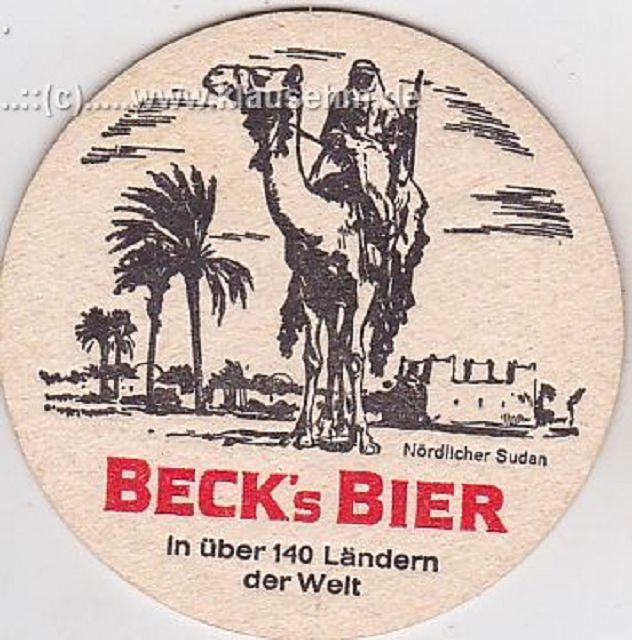 ..::(c).....www.klausehm.de
Nördlicher Sudan
BECK's BIER
In über 140 Ländern
der Welt